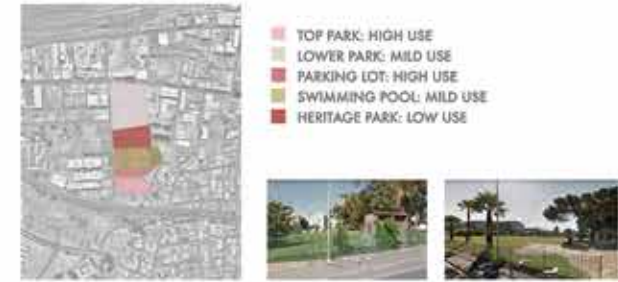 TOP PARK: HIGH USE
LOWER PARK: MILD USE
PARKING LOT: HIGH USE
SWIMMING POOL: MILD USE
HERITAGE PARK: LOW USE